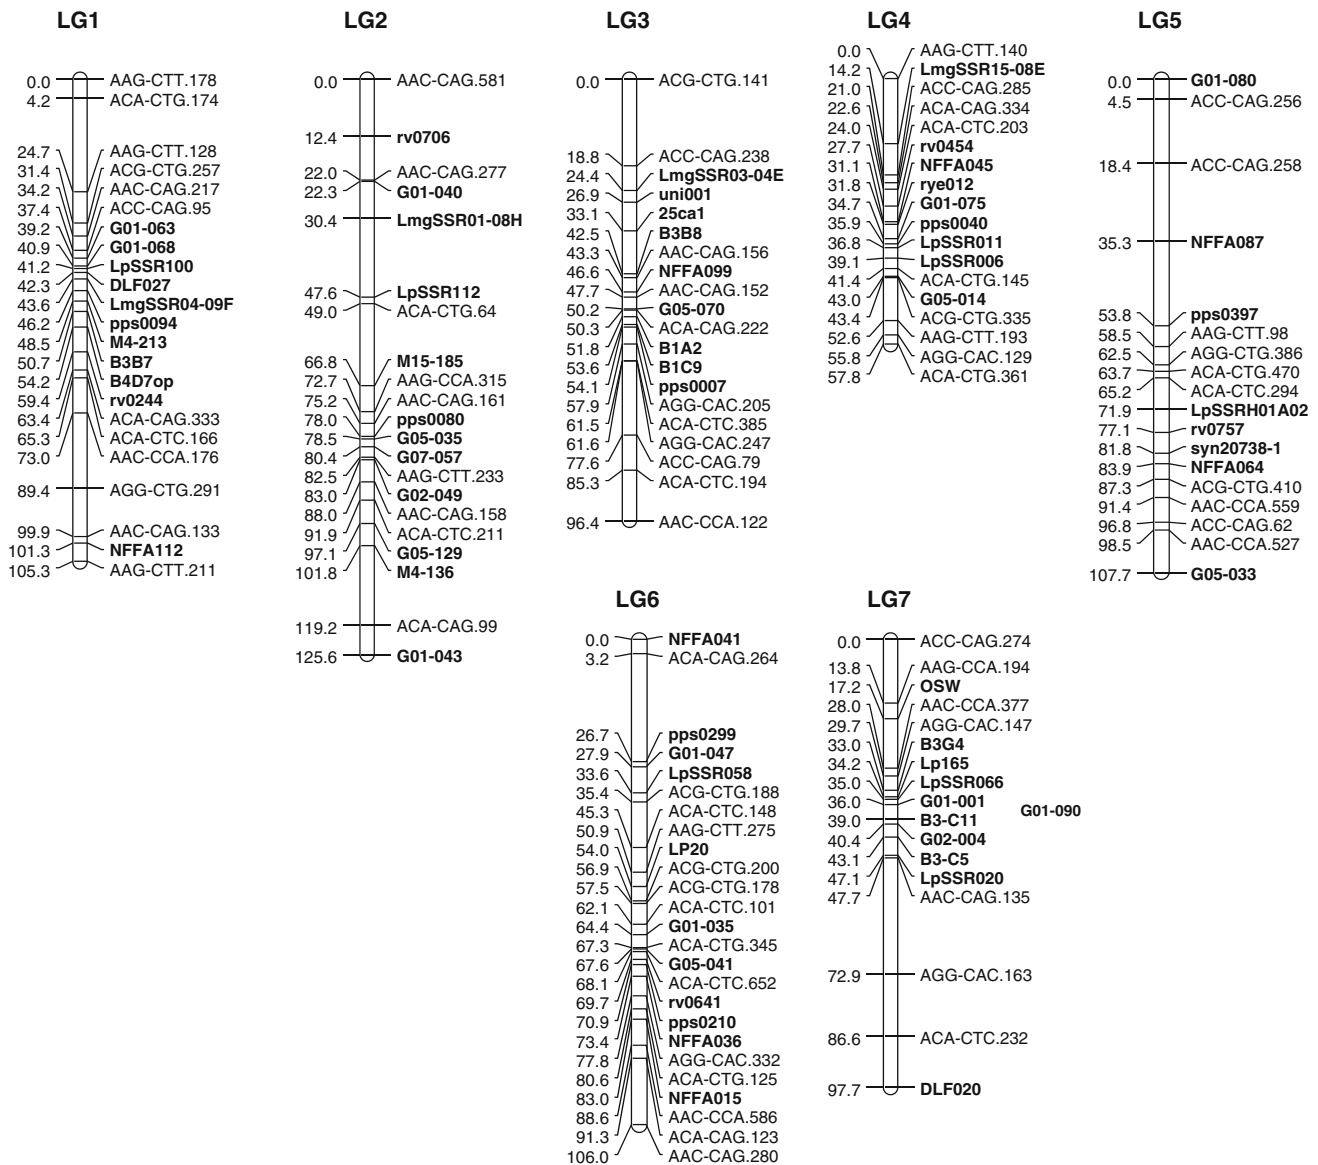 LG1
0.0 AAG-CTT.178
4.2 ACA-CTG.174
24.7 AAG-CTT.128
31.4 ACG-CTG.257
34.2 AAC-CAG.217
37.4 ACC-CAG.95
39.2 G01-063
40.9 G01-068
41.2 LpSSR100
42.3 DLF027
43.6 LmgSSR04-09F
46.2 pps0094
48.5 M4-213
50.7 B3B7
54.2 B4D7op
59.4 rv0244
63.4 ACA-CAG.333
65.3 ACA-CTC.166
73.0 AAC-CCA.176
89.4 AGG-CTG.291
99.9 AAC-CAG.133
101.3 NFFA112
105.3 AAG-CTT.211
LG2
0.0 AAC-CAG.581
12.4 rv0706
22.0 AAC-CAG.277
22.3 G01-040
30.4 LmgSSR01-08H
47.6 LpSSR112
49.0 ACA-CTG.64
66.8 M15-185
72.7 AAG-CCA.315
75.2 AAC-CAG.161
78.0 pps0080
78.5 G05-035
80.4 G07-057
82.5 AAG-CTT.233
83.0 G02-049
88.0 AAC-CAG.158
91.9 ACA-CTC.211
97.1 G05-129
101.8 M4-136
119.2 ACA-CAG.99
125.6 G01-043
LG3
0.0 ACG-CTG.141
18.8 ACC-CAG.238
24.4 LmgSSR03-04E
26.9 uni001
33.1 25ca1
42.5 B3B8
43.3 AAC-CAG.156
46.6 NFFA099
47.7 AAC-CAG.152
50.2 G05-070
50.3 ACA-CAG.222
51.8 B1A2
53.6 B1C9
54.1 pps0007
57.9 AGG-CAC.205
61.5 ACA-CTC.385
61.6 AGG-CAC.247
77.6 ACC-CAG.79
85.3 ACA-CTC.194
96.4 AAC-CCA.122
LG4
0.0 AAG-CTT.140
14.2 LmgSSR15-08E
21.0 ACC-CAG.285
22.6 ACA-CAG.334
24.0 ACA-CTC.203
27.7 rv0454
31.1 NFFA045
31.8 rye012
34.7 G01-075
35.9 pps0040
36.8 LpSSR011
39.1 LpSSR006
41.4 ACA-CTG.145
43.0 G05-014
43.4 ACG-CTG.335
52.6 AAG-CTT.193
55.8 AGG-CAC.129
57.8 ACA-CTG.361
LG5
0.0 G01-080
4.5 ACC-CAG.256
18.4 ACC-CAG.258
35.3 NFFA087
53.8 pps0397
58.5 AAG-CTT.98
62.5 AGG-CTG.386
63.7 ACA-CTG.470
65.2 ACA-CTC.294
71.9 LpSSRH01A02
77.1 rv0757
81.8 syn20738-1
83.9 NFFA064
87.3 ACG-CTG.410
91.4 AAC-CCA.559
96.8 ACC-CAG.62
98.5 AAC-CCA.527
107.7 G05-033
LG6
0.0 NFFA041
3.2 ACA-CAG.264
26.7 pps0299
27.9 G01-047
33.6 LpSSR058
35.4 ACG-CTG.188
45.3 ACA-CTC.148
50.9 AAG-CTT.275
54.0 LP20
56.9 ACG-CTG.200
57.5 ACG-CTG.178
62.1 ACA-CTC.101
64.4 G01-035
67.3 ACA-CTG.345
67.6 G05-041
68.1 ACA-CTC.652
69.7 rv0641
70.9 pps0210
73.4 NFFA036
77.8 AGG-CAC.332
80.6 ACA-CTG.125
83.0 NFFA015
88.6 AAC-CCA.586
91.3 ACA-CAG.123
106.0 AAC-CAG.280
LG7
0.0 ACC-CAG.274
13.8 AAG-CCA.194
17.2 OSW
28.0 AAC-CCA.377
29.7 AGG-CAC.147
33.0 B3G4
34.2 Lp165
35.0 LpSSR066
36.0 G01-001
G01-090
39.0 B3-C11
40.4 G02-004
43.1 B3-C5
47.1 LpSSR020
47.7 AAC-CAG.135
72.9 AGG-CAC.163
86.6 ACA-CTC.232
97.7 DLF020